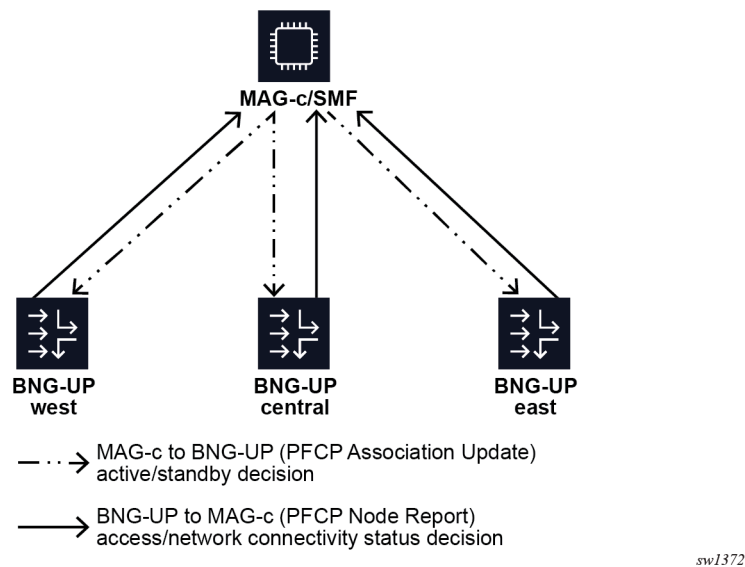 MAG-c/SMF
BNG-UP
west
BNG-UP
central
BNG-UP
east
MAG-c to BNG-UP (PFCP Association Update)
active/standby decision
BNG-UP to MAG-c (PFCP Node Report)
access/network connectivity status decision
sw1372